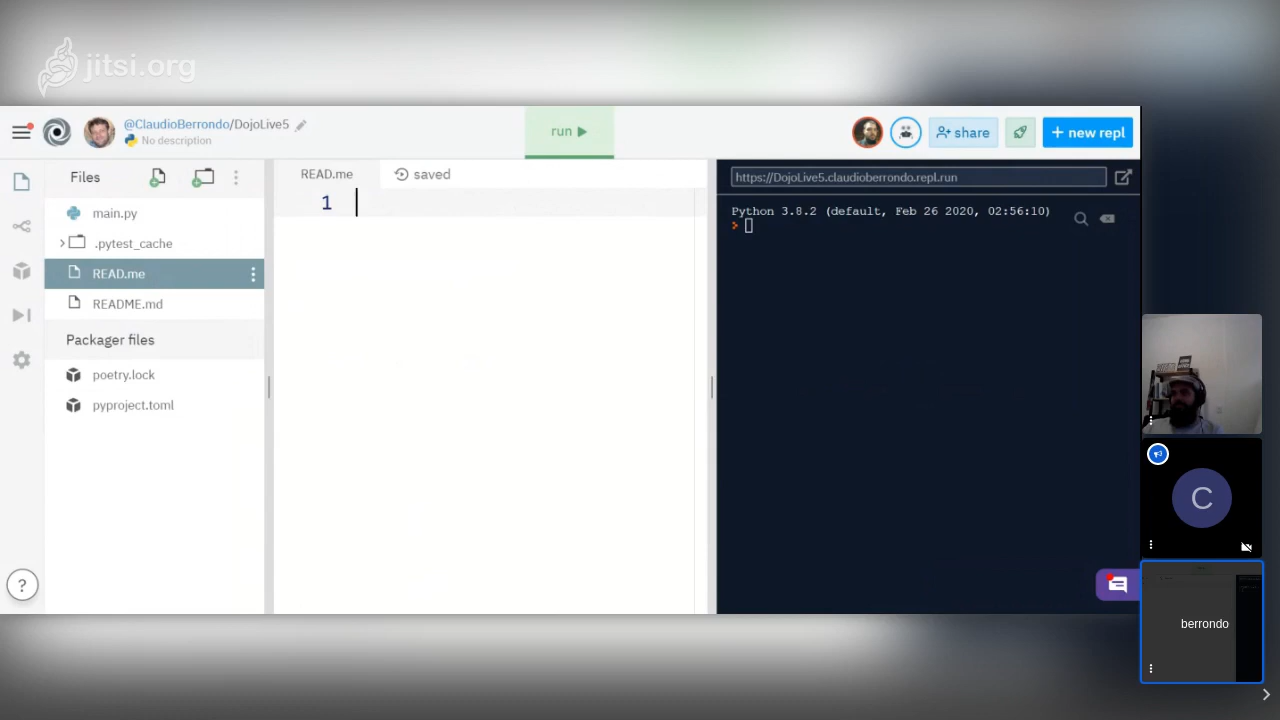 jitsi.org
@ClaudioBerrondo/DojoLive5
No description
run
share
+ new repl
Files
main.py
.pytest_cache
READ.me
README.md
Packager files
poetry.lock
pyproject.toml
?
READ.me
saved
1
https://DojoLive5.claudioberrondo.repl.run
Python 3.8.2 (default, Feb 26 2020, 02:56:10)
>
C
berrondo